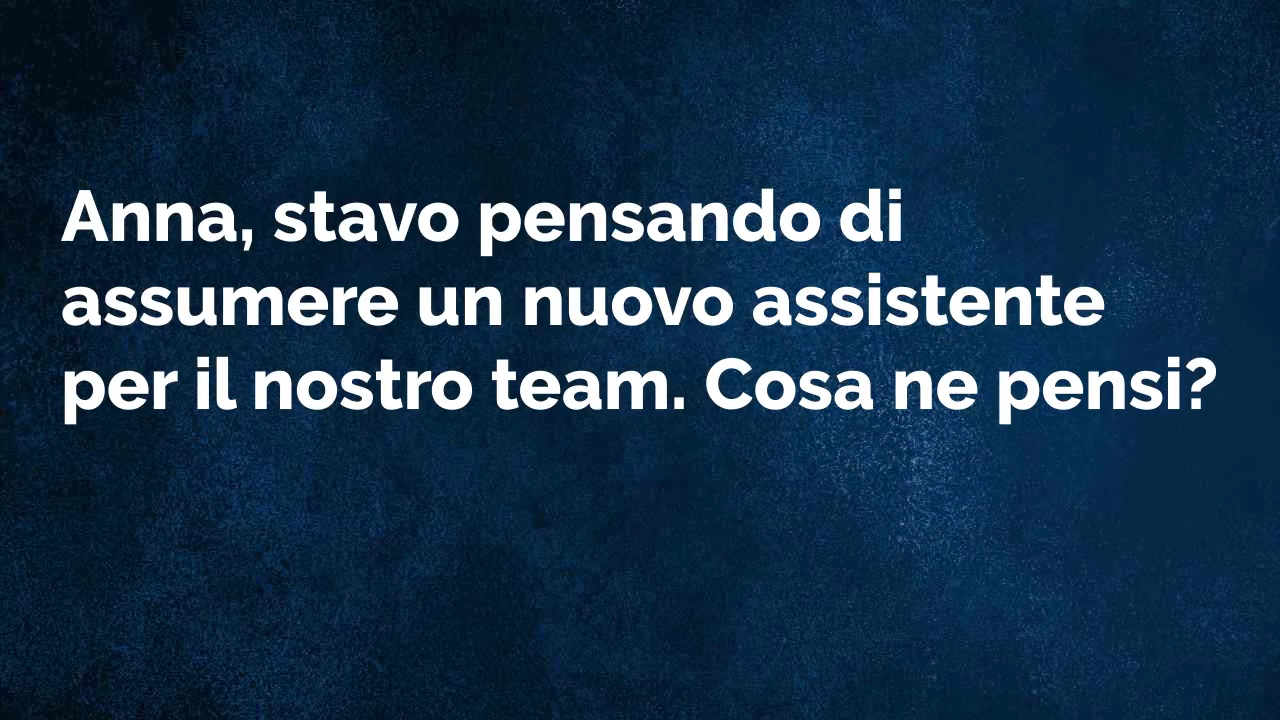 Anna, stavo pensando di
assumere un nuovo assistente
per il nostro team. Cosa ne pensi?